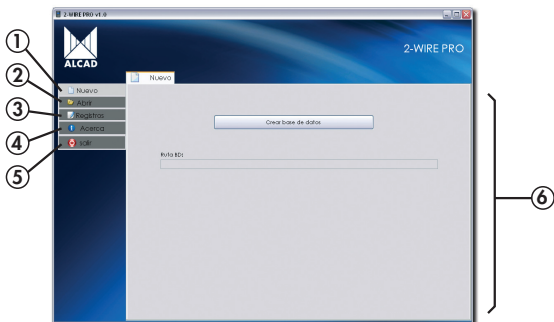 2-WIRE PRO v1.0
ALCAD
2-WIRE PRO
Nuevo
1
Nuevo
2
Abrir
3
Registros
4
Acerca
5
Salir
Crear base de datos
Ruta BD:
6